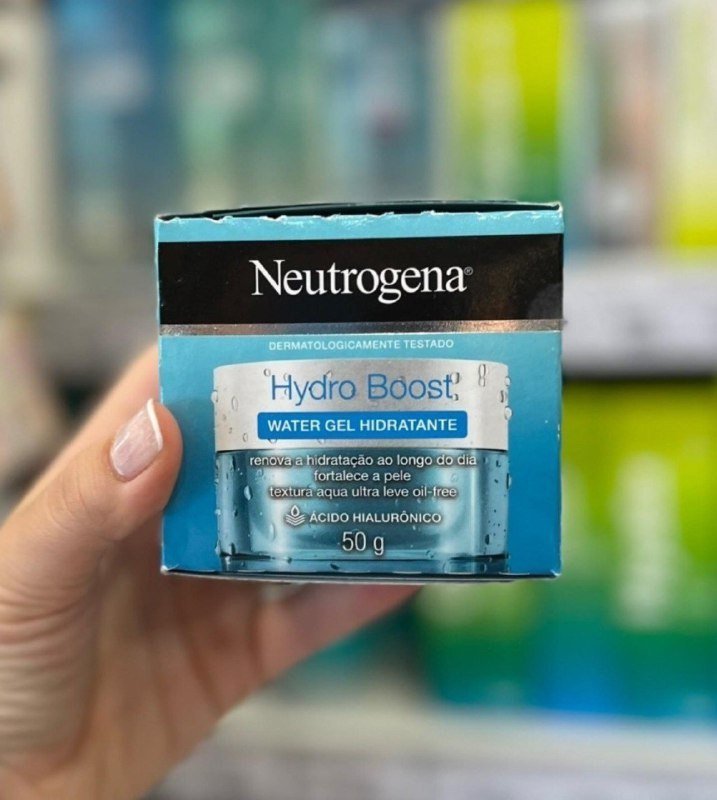 Neutrogena®
DERMATOLOGICAMENTE TESTADO
Hydro Boost
WATER GEL HIDRATANTE
renova a hidratação ao longo do dia
fortalece a pele
textura aqua ultra leve oil-free
ÁCIDO HIALURÔNICO
50 g